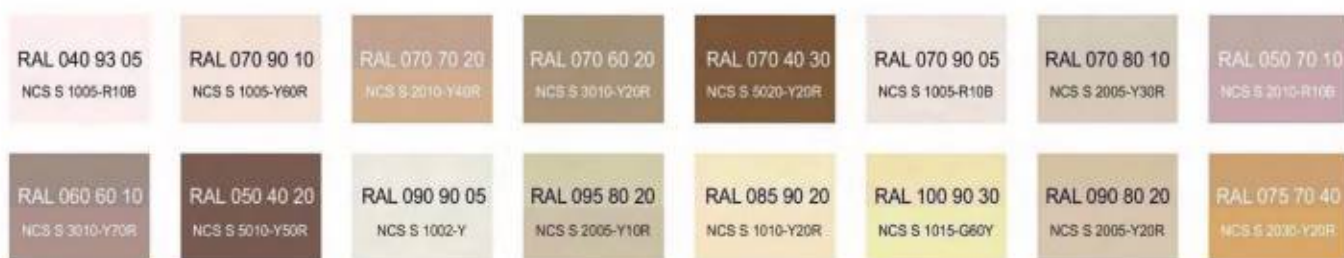 RAL 040 93 05
NCS S 1005-R10B
RAL 070 90 10
NCS S 1005-Y60R
RAL 070 70 20
NCS S 2010-Y40R
RAL 070 60 20
NCS S 3010-Y20R
RAL 070 40 30
NCS S 5020-Y20R
RAL 070 90 05
NCS S 1005-R10B
RAL 070 80 10
NCS S 2005-Y30R
RAL 050 70 10
NCS S 2010-R10B
RAL 060 60 10
NCS S 3010-Y70R
RAL 050 40 20
NCS S 5010-Y50R
RAL 090 90 05
NCS S 1002-Y
RAL 095 80 20
NCS S 2005-Y10R
RAL 085 90 20
NCS S 1010-Y20R
RAL 100 90 30
NCS S 1015-G60Y
RAL 090 80 20
NCS S 2005-Y20R
RAL 075 70 40
NCS S 2030-Y20R